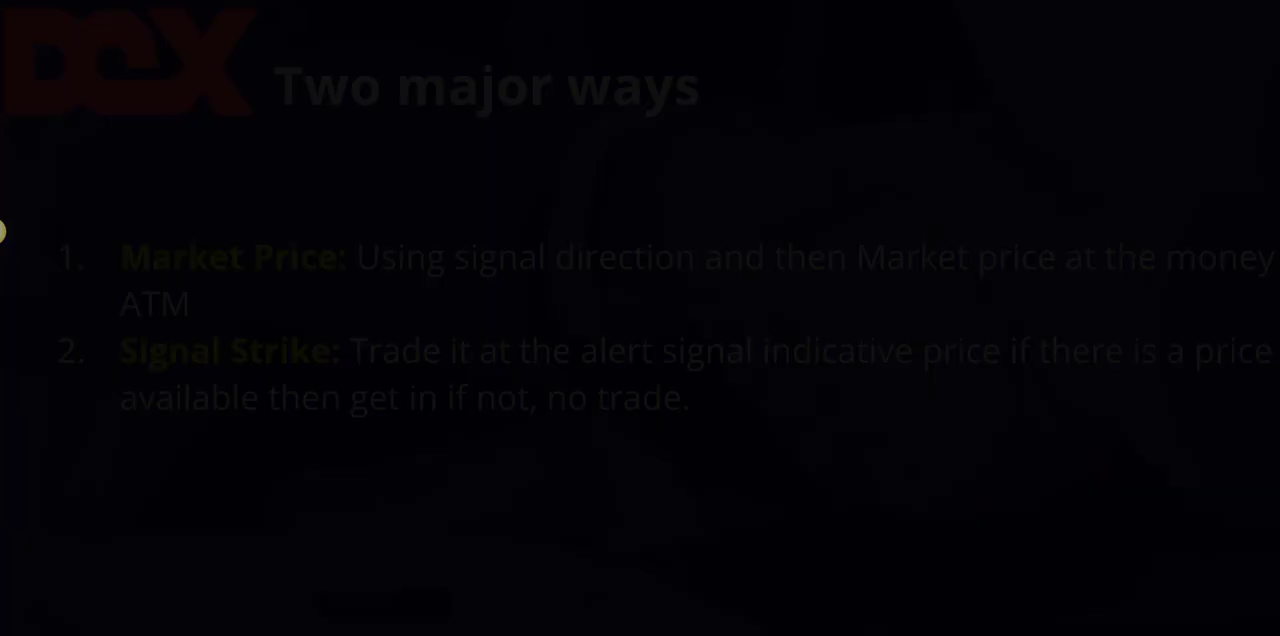 DGX
Two major ways
1. Market Price: Using signal direction and then Market price at the money
ATM
2. Signal Strike: Trade it at the alert signal indicative price if there is a price
available then get in if not, no trade.